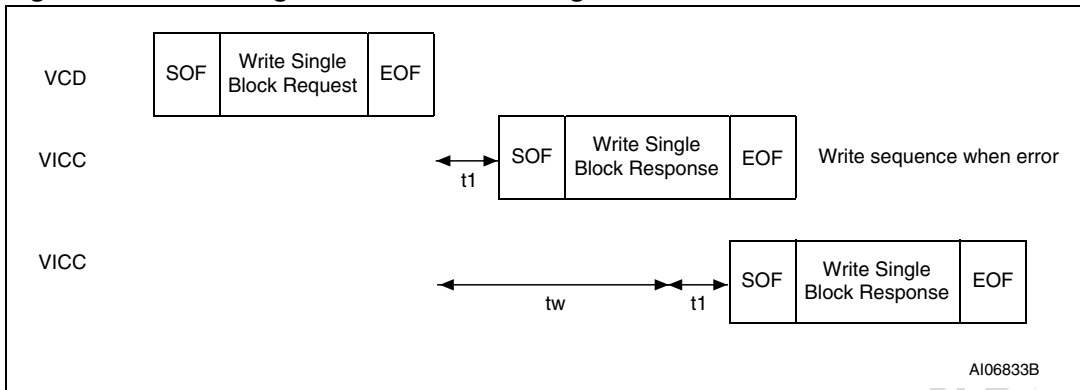 VCD
SOF
Write Single
Block Request
EOF
VICC
t1
SOF
Write Single
Block Response
EOF
Write sequence when error
VICC
tw
t1
SOF
Write Single
Block Response
EOF
AI06833B